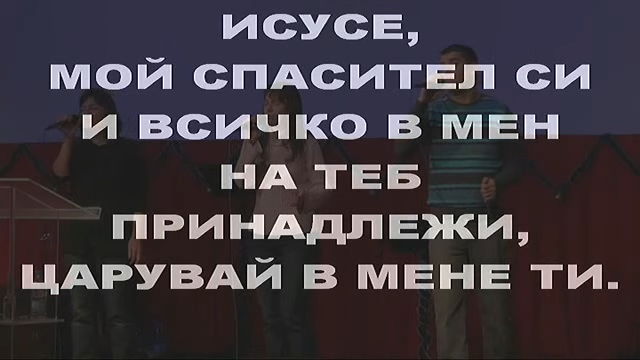 ИСУСЕ,
МОЙ СПАСИТЕЛ СИ
И ВСИЧКО В МЕН
НА ТЕБ
ПРИНАДЛЕЖИ,
ЦАРУВАЙ В МЕНЕ ТИ.